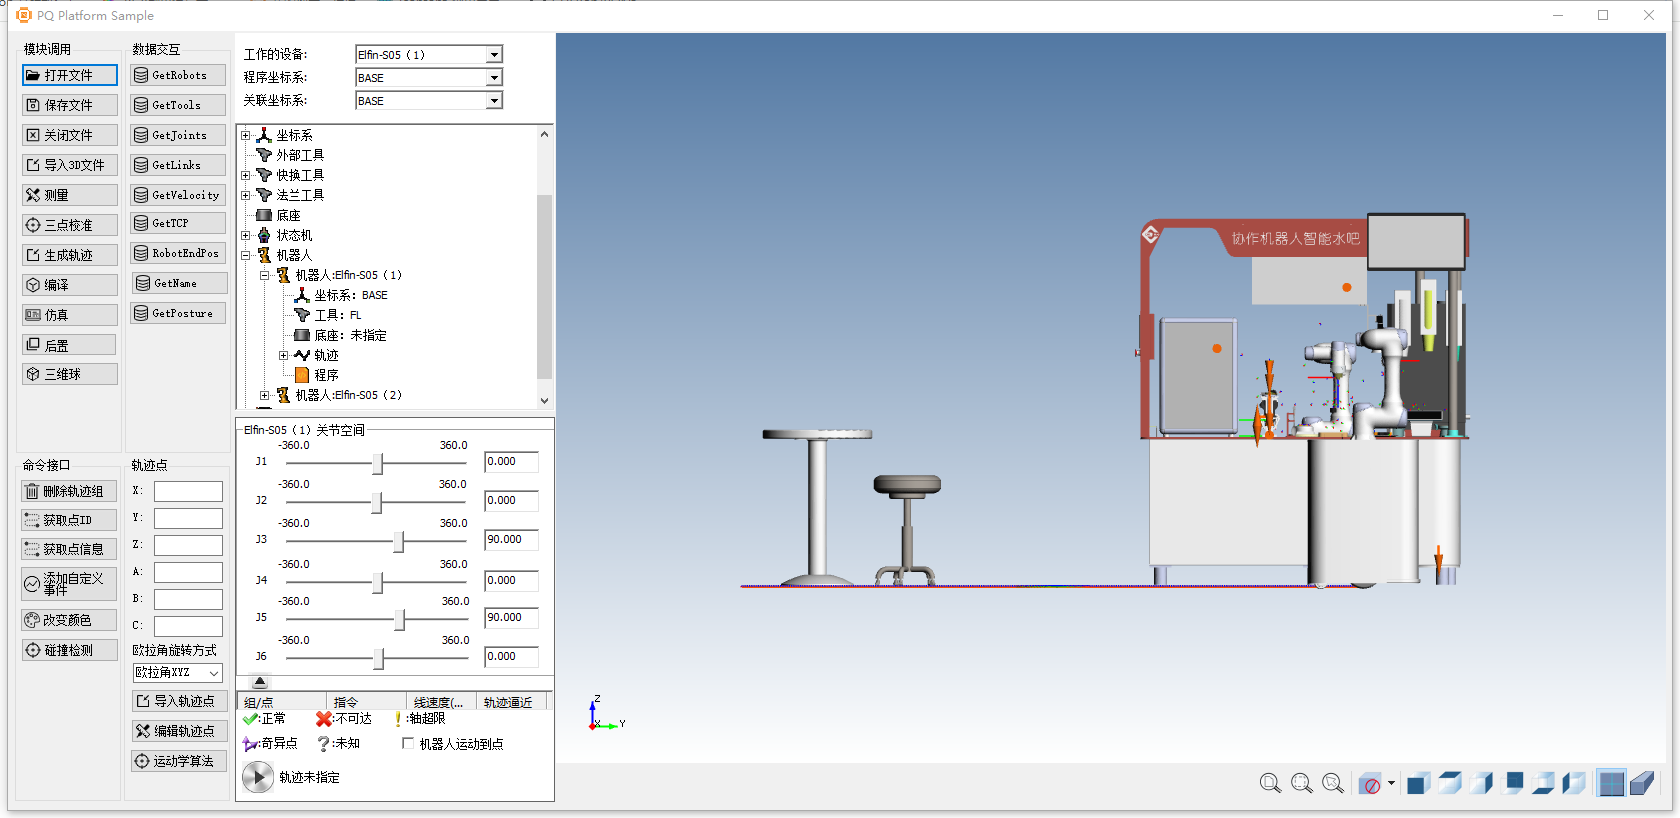 PQ Platform Sample
模块调用
打开文件
保存文件
关闭文件
导入3D文件
测量
三点校准
生成轨迹
编译
仿真
后置
三维球
数据交互
GetRobots
GetTools
GetJoints
GetLinks
GetVelocity
GetTCP
RobotEndPos
GetName
GetPosture
命令接口
删除轨迹组
获取点ID
获取点信息
添加自定义
事件
改变颜色
碰撞检测
轨迹点
X:
Y:
Z:
A:
B:
C:
欧拉角旋转方式
欧拉角XYZ
导入轨迹点
编辑轨迹点
运动学算法
工作的设备: Elfin-S05（1）
程序坐标系: BASE
关联坐标系: BASE
坐标系
外部工具
快换工具
法兰工具
底座
状态机
机器人
机器人:Elfin-S05（1）
坐标系：BASE
工具：FL
底座：未指定
轨迹
程序
机器人:Elfin-S05（2）
Elfin-S05（1）关节空间
-360.0 360.0
J1 0.000
-360.0 360.0
J2 0.000
-360.0 360.0
J3 90.000
-360.0 360.0
J4 0.000
-360.0 360.0
J5 90.000
-360.0 360.0
J6 0.000
组/点 指令 线速度(... 轨迹逼近
:正常 :不可达 :轴超限
:奇异点 :未知 机器人运动到点
轨迹未指定
协作机器人智能水吧
Z
X Y